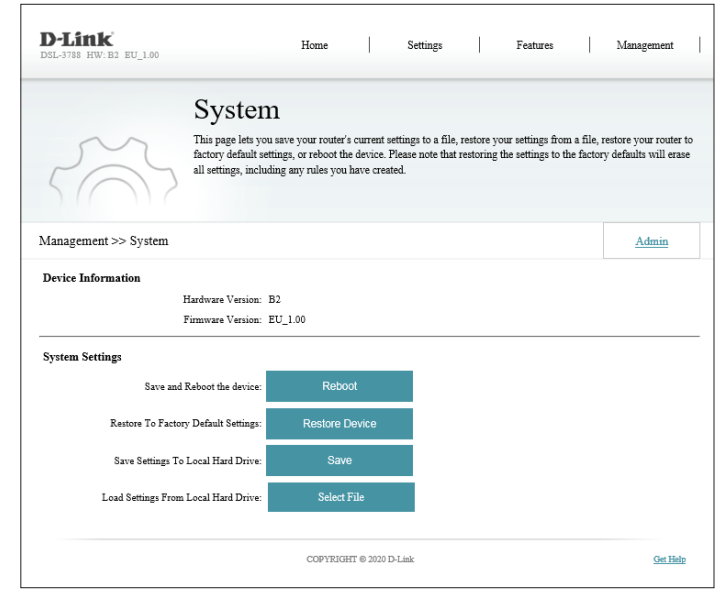 D-Link
DSL-3788 HW: B2 EU_1.00
Home
Settings
Features
Management
System
This page lets you save your router's current settings to a file, restore your settings from a file, restore your router to
factory default settings, or reboot the device. Please note that restoring the settings to the factory defaults will erase
all settings, including any rules you have created.
Management >> System
Admin
Device Information
Hardware Version: B2
Firmware Version: EU_1.00
System Settings
Save and Reboot the device: Reboot
Restore To Factory Default Settings: Restore Device
Save Settings To Local Hard Drive: Save
Load Settings From Local Hard Drive: Select File
COPYRIGHT © 2020 D-Link
Get Help